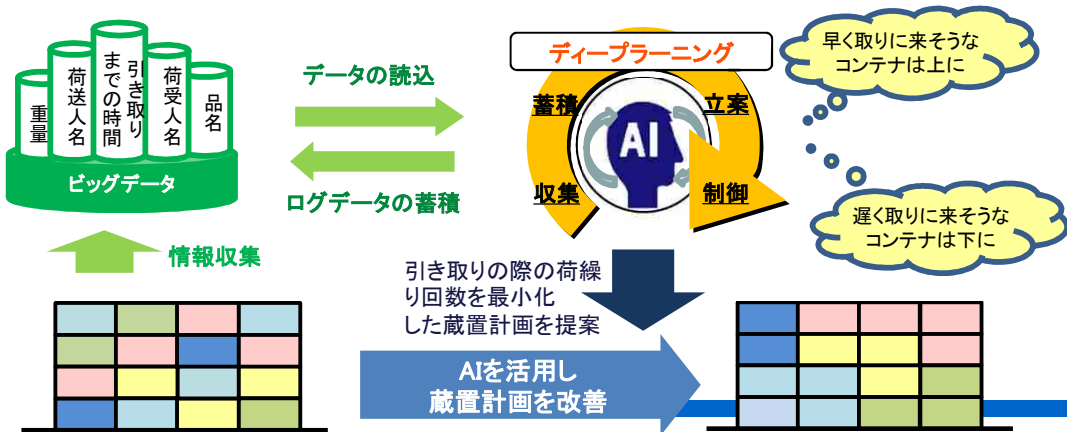 重量
荷送人名
引き取り
までの時間
荷受人名
品名
ビッグデータ
データの読込
ログデータの蓄積
情報収集
ディープラーニング
蓄積
立案
AI
収集
制御
早く取りに来そうな
コンテナは上に
遅く取りに来そうな
コンテナは下に
引き取りの際の荷繰
り回数を最小化
した蔵置計画を提案
AIを活用し
蔵置計画を改善